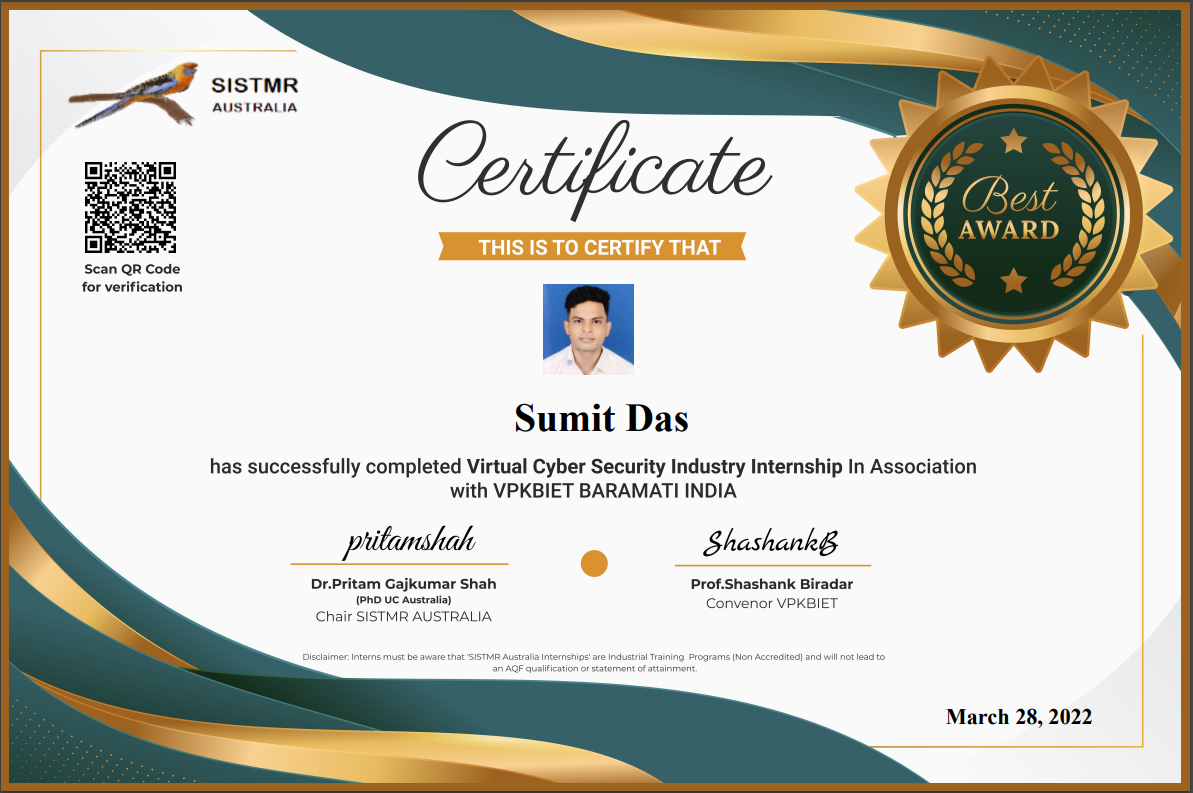 SISTMR
AUSTRALIA
Scan QR Code
for verification
Certificate
THIS IS TO CERTIFY THAT
Best
AWARD
Sumit Das
has successfully completed Virtual Cyber Security Industry Internship In Association
with VPKBIET BARAMATI INDIA
pritamshah
Dr.Pritam Gajkumar Shah
(PhD UC Australia)
Chair SISTMR AUSTRALIA
ShashankB
Prof.Shashank Biradar
Convenor VPKBIET
Disclaimer: Interns must be aware that 'SISTMR Australia Internships' are Industrial Training Programs (Non Accredited) and will not lead to
an AQF qualification or statement of attainment.
March 28, 2022